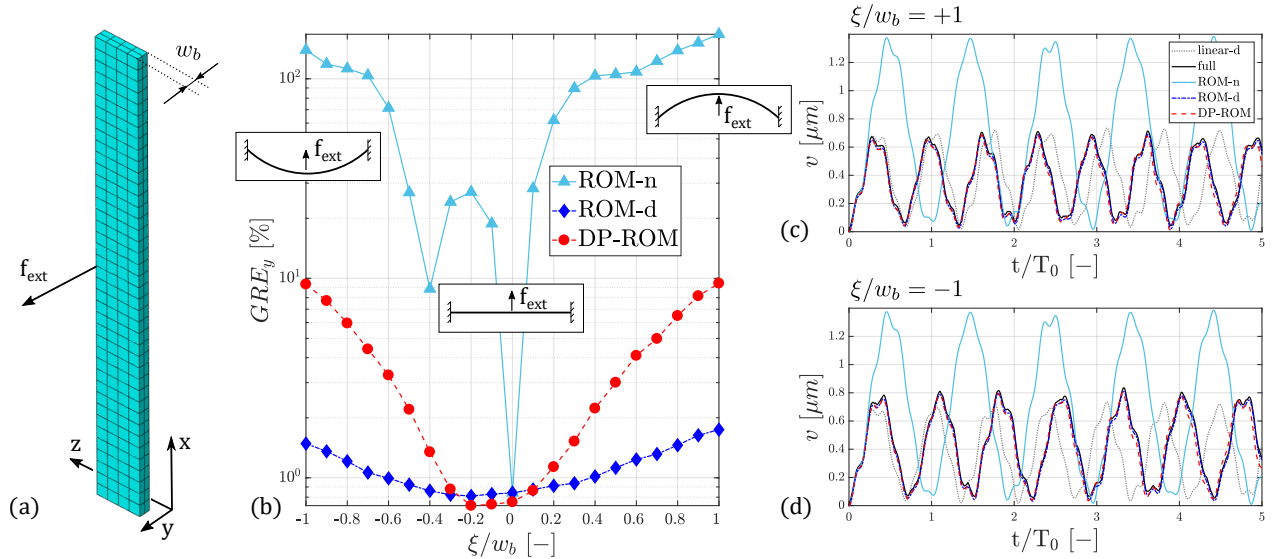 w_b
f_ext
z
x
y
(a)
GRE_y [%]
10^2
10^1
10^0
f_ext
f_ext
f_ext
ROM-n
ROM-d
DP-ROM
-1 -0.8 -0.6 -0.4 -0.2 0 0.2 0.4 0.6 0.8 1
ξ/w_b [−]
(b)
ξ/w_b = +1
v [μm]
1.2
1
0.8
0.6
0.4
0.2
0
linear-d
full
ROM-n
ROM-d
DP-ROM
0 1 2 3 4 5
t/T_0 [−]
(c)
ξ/w_b = −1
v [μm]
1.2
1
0.8
0.6
0.4
0.2
0
0 1 2 3 4 5
t/T_0 [−]
(d)